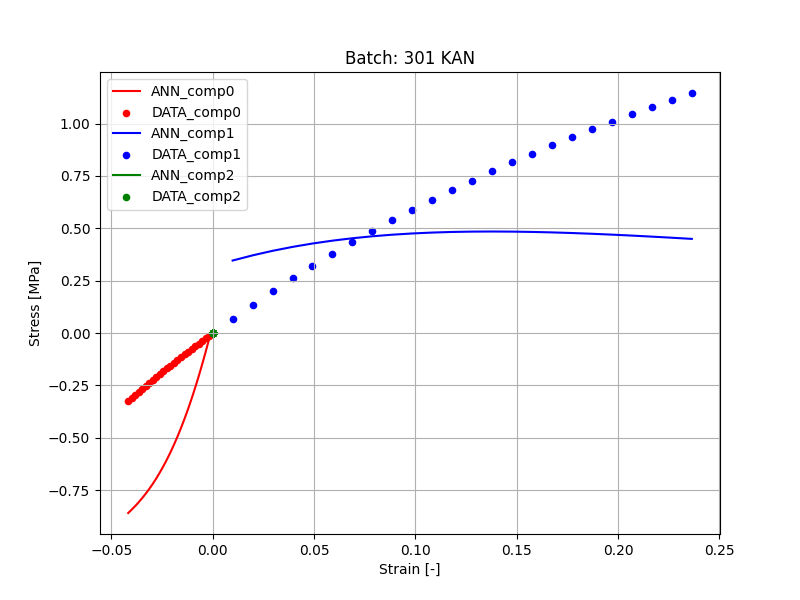 Batch: 301 KAN
ANN_comp0
DATA_comp0
ANN_comp1
DATA_comp1
ANN_comp2
DATA_comp2
1.00
0.75
0.50
0.25
0.00
−0.25
−0.50
−0.75
Stress [MPa]
−0.05 0.00 0.05 0.10 0.15 0.20 0.25
Strain [-]